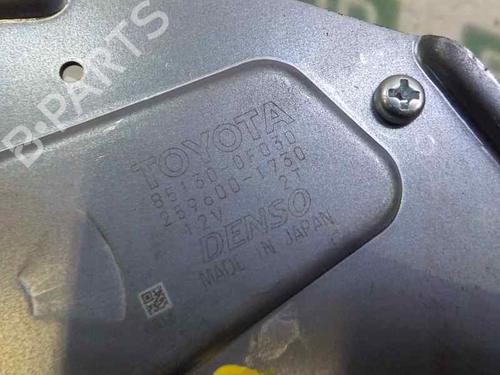 B-PARTS
TOYOTA
85130-0F030
259600-1730
12V 2T
DENSO
MADE IN JAPAN